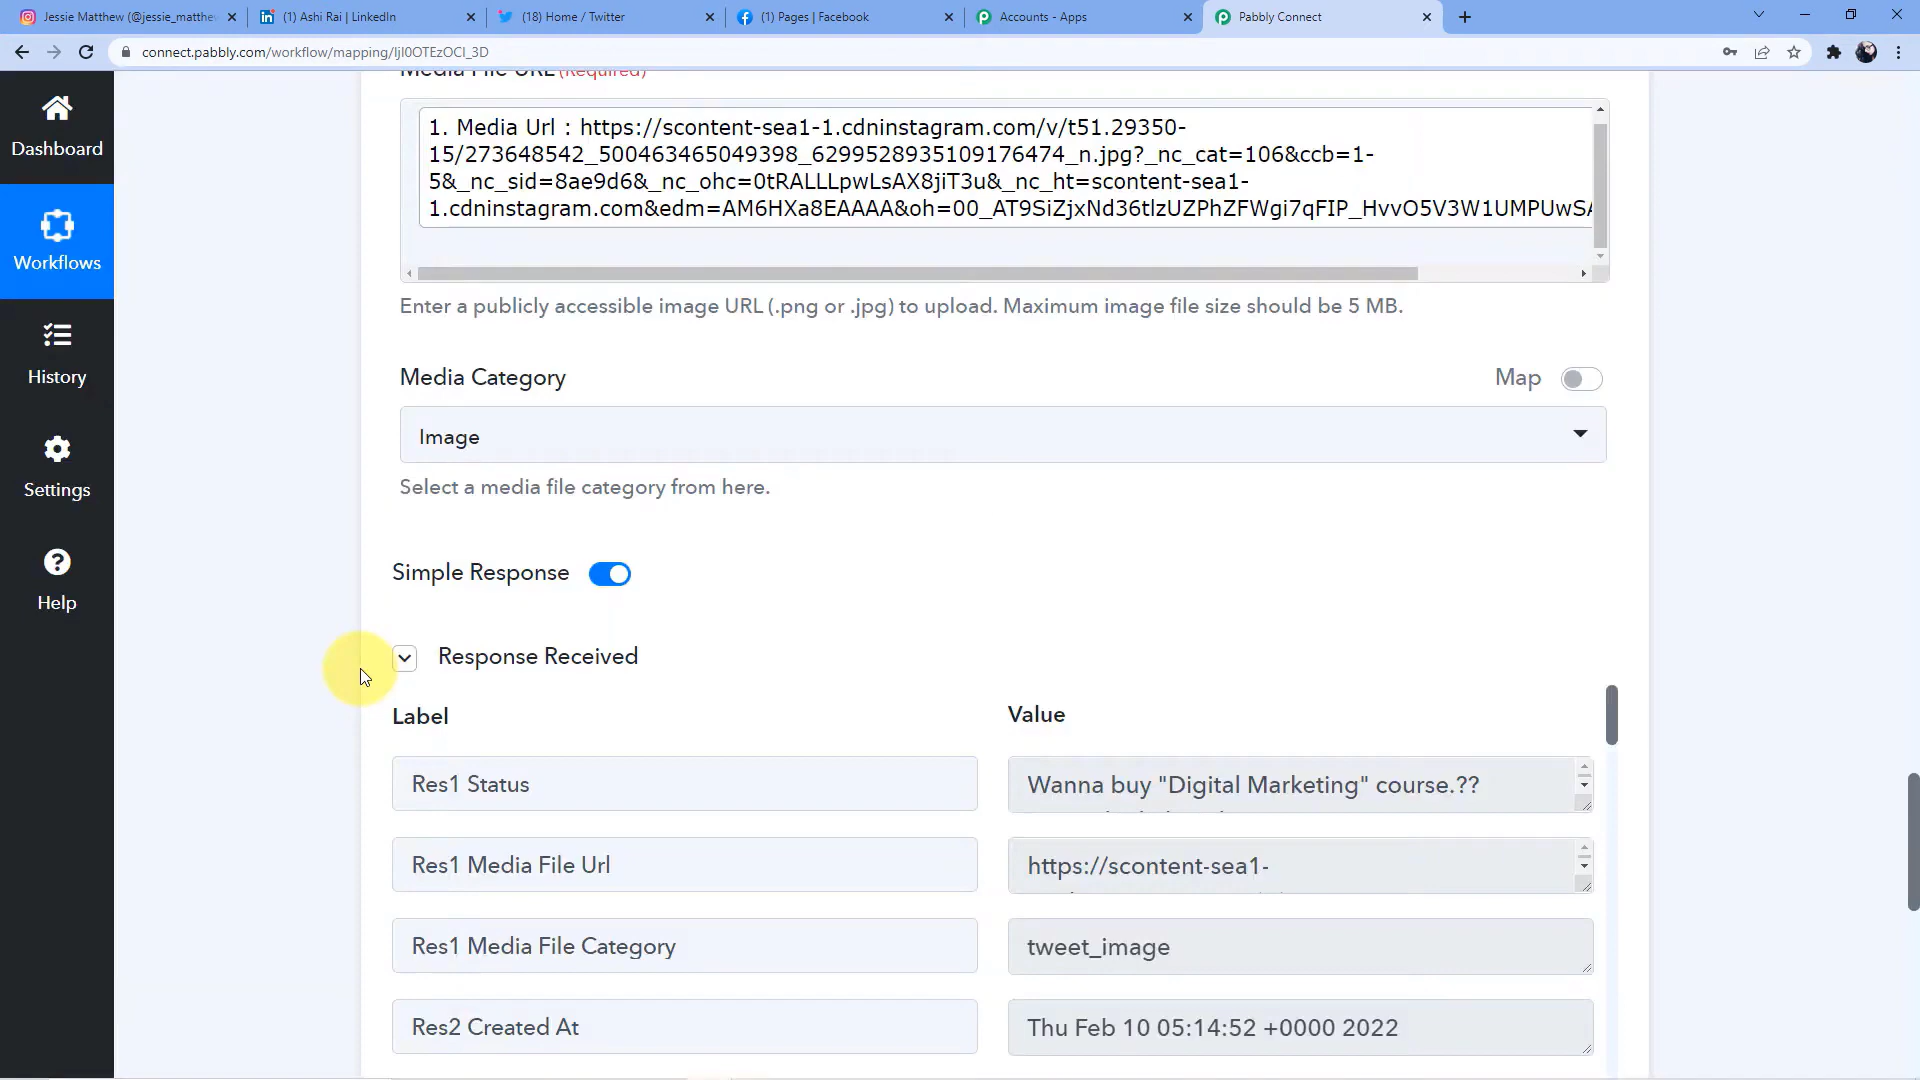 Jessie Matthew (@jessie_matthew
(1) Ashi Rai | LinkedIn
(18) Home / Twitter
(1) Pages | Facebook
Accounts - Apps
Pabbly Connect
connect.pabbly.com/workflow/mapping/IjI0OTEzOCI_3D
Media File URL (Required)
1. Media Url : https://scontent-sea1-1.cdninstagram.com/v/t51.29350-
15/273648542_500463465049398_6299528935109176474_n.jpg?_nc_cat=106&ccb=1-
5&_nc_sid=8ae9d6&_nc_ohc=0tRALLLpwLsAX8jiT3u&_nc_ht=scontent-sea1-
1.cdninstagram.com&edm=AM6HXa8EAAAA&oh=00_AT9SiZjxNd36tlzUZPhZFWgi7qFIP_HvvO5V3W1UMPUwSA
Enter a publicly accessible image URL (.png or .jpg) to upload. Maximum image file size should be 5 MB.
Media Category
Map
Image
Select a media file category from here.
Simple Response
Response Received
Label
Value
Res1 Status
Wanna buy "Digital Marketing" course.??
Res1 Media File Url
https://scontent-sea1-
Res1 Media File Category
tweet_image
Res2 Created At
Thu Feb 10 05:14:52 +0000 2022
Dashboard
Workflows
History
Settings
Help